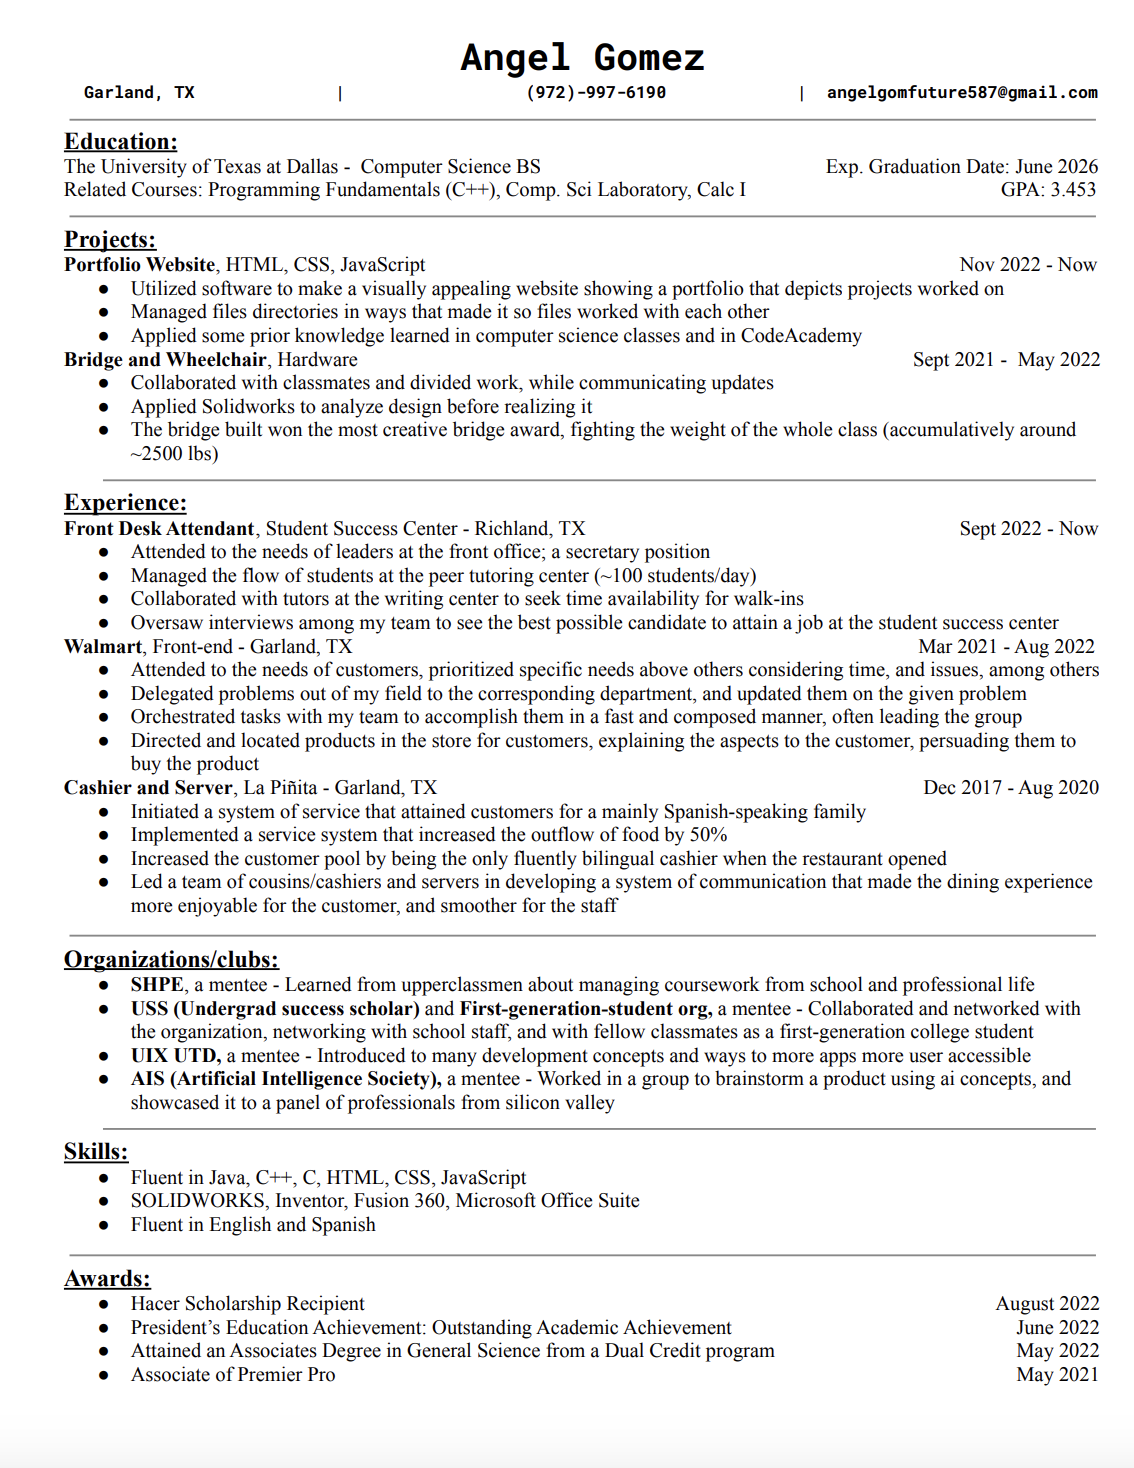 Angel Gomez
Garland, TX | (972)-997-6190 | angelgomfuture587@gmail.com
Education:
The University of Texas at Dallas - Computer Science BS Exp. Graduation Date: June 2026
Related Courses: Programming Fundamentals (C++), Comp. Sci Laboratory, Calc I GPA: 3.453
Projects:
Portfolio Website, HTML, CSS, JavaScript Nov 2022 - Now
● Utilized software to make a visually appealing website showing a portfolio that depicts projects worked on
● Managed files directories in ways that made it so files worked with each other
● Applied some prior knowledge learned in computer science classes and in CodeAcademy
Bridge and Wheelchair, Hardware Sept 2021 - May 2022
● Collaborated with classmates and divided work, while communicating updates
● Applied Solidworks to analyze design before realizing it
● The bridge built won the most creative bridge award, fighting the weight of the whole class (accumulatively around
~2500 lbs)
Experience:
Front Desk Attendant, Student Success Center - Richland, TX Sept 2022 - Now
● Attended to the needs of leaders at the front office; a secretary position
● Managed the flow of students at the peer tutoring center (~100 students/day)
● Collaborated with tutors at the writing center to seek time availability for walk-ins
● Oversaw interviews among my team to see the best possible candidate to attain a job at the student success center
Walmart, Front-end - Garland, TX Mar 2021 - Aug 2022
● Attended to the needs of customers, prioritized specific needs above others considering time, and issues, among others
● Delegated problems out of my field to the corresponding department, and updated them on the given problem
● Orchestrated tasks with my team to accomplish them in a fast and composed manner, often leading the group
● Directed and located products in the store for customers, explaining the aspects to the customer, persuading them to
buy the product
Cashier and Server, La Piñita - Garland, TX Dec 2017 - Aug 2020
● Initiated a system of service that attained customers for a mainly Spanish-speaking family
● Implemented a service system that increased the outflow of food by 50%
● Increased the customer pool by being the only fluently bilingual cashier when the restaurant opened
● Led a team of cousins/cashiers and servers in developing a system of communication that made the dining experience
more enjoyable for the customer, and smoother for the staff
Organizations/clubs:
● SHPE, a mentee - Learned from upperclassmen about managing coursework from school and professional life
● USS (Undergrad success scholar) and First-generation-student org, a mentee - Collaborated and networked with
the organization, networking with school staff, and with fellow classmates as a first-generation college student
● UIX UTD, a mentee - Introduced to many development concepts and ways to more apps more user accessible
● AIS (Artificial Intelligence Society), a mentee - Worked in a group to brainstorm a product using ai concepts, and
showcased it to a panel of professionals from silicon valley
Skills:
● Fluent in Java, C++, C, HTML, CSS, JavaScript
● SOLIDWORKS, Inventor, Fusion 360, Microsoft Office Suite
● Fluent in English and Spanish
Awards:
● Hacer Scholarship Recipient August 2022
● President's Education Achievement: Outstanding Academic Achievement June 2022
● Attained an Associates Degree in General Science from a Dual Credit program May 2022
● Associate of Premier Pro May 2021